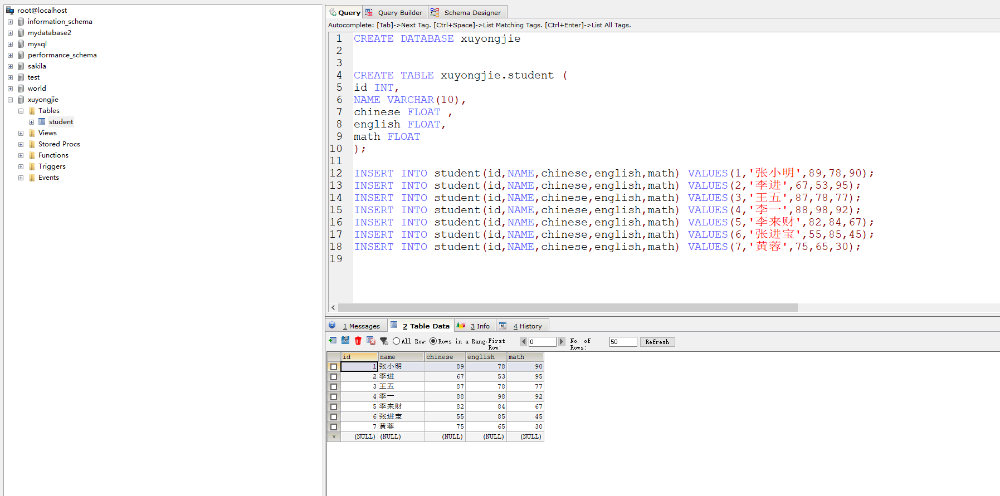 root@localhost
information_schema
mydatabase2
mysql
performance_schema
sakila
test
world
xuyongjie
Tables
student
Views
Stored Procs
Functions
Triggers
Events
Query Query Builder Schema Designer
Autocomplete: [Tab]->Next Tag. [Ctrl+Space]->List Matching Tags. [Ctrl+Enter]->List All Tags.
1 CREATE DATABASE xuyongjie
2
3
4 CREATE TABLE xuyongjie.student (
5 id INT,
6 NAME VARCHAR(10),
7 chinese FLOAT ,
8 english FLOAT,
9 math FLOAT
10 );
11
12 INSERT INTO student(id,NAME,chinese,english,math) VALUES(1,'张小明',89,78,90);
13 INSERT INTO student(id,NAME,chinese,english,math) VALUES(2,'李进',67,53,95);
14 INSERT INTO student(id,NAME,chinese,english,math) VALUES(3,'王五',87,78,77);
15 INSERT INTO student(id,NAME,chinese,english,math) VALUES(4,'李一',88,98,92);
16 INSERT INTO student(id,NAME,chinese,english,math) VALUES(5,'李来财',82,84,67);
17 INSERT INTO student(id,NAME,chinese,english,math) VALUES(6,'张进宝',55,85,45);
18 INSERT INTO student(id,NAME,chinese,english,math) VALUES(7,'黄蓉',75,65,30);
19
1 Messages 2 Table Data 3 Info 4 History
All Row: Rows in a Rang First Row: 0 No. of Rows: 50 Refresh
id name chinese english math
1 张小明 89 78 90
2 李进 67 53 95
3 王五 87 78 77
4 李一 88 98 92
5 李来财 82 84 67
6 张进宝 55 85 45
7 黄蓉 75 65 30
* (NULL) (NULL) (NULL) (NULL) (NULL)